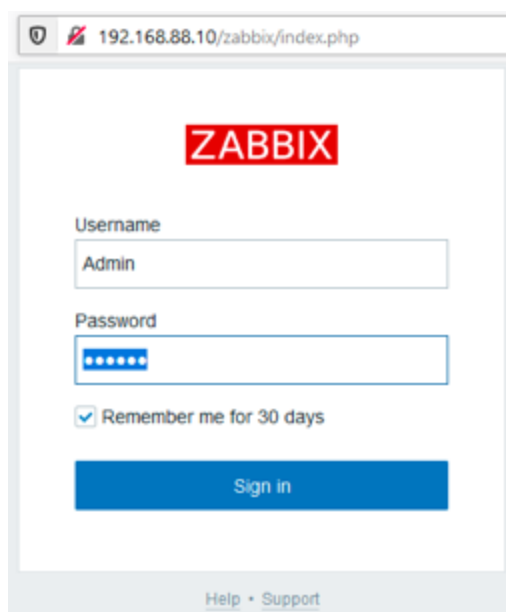 192.168.88.10/zabbix/index.php
ZABBIX
Username
Admin
Password
••••••
Remember me for 30 days
Sign in
Help • Support